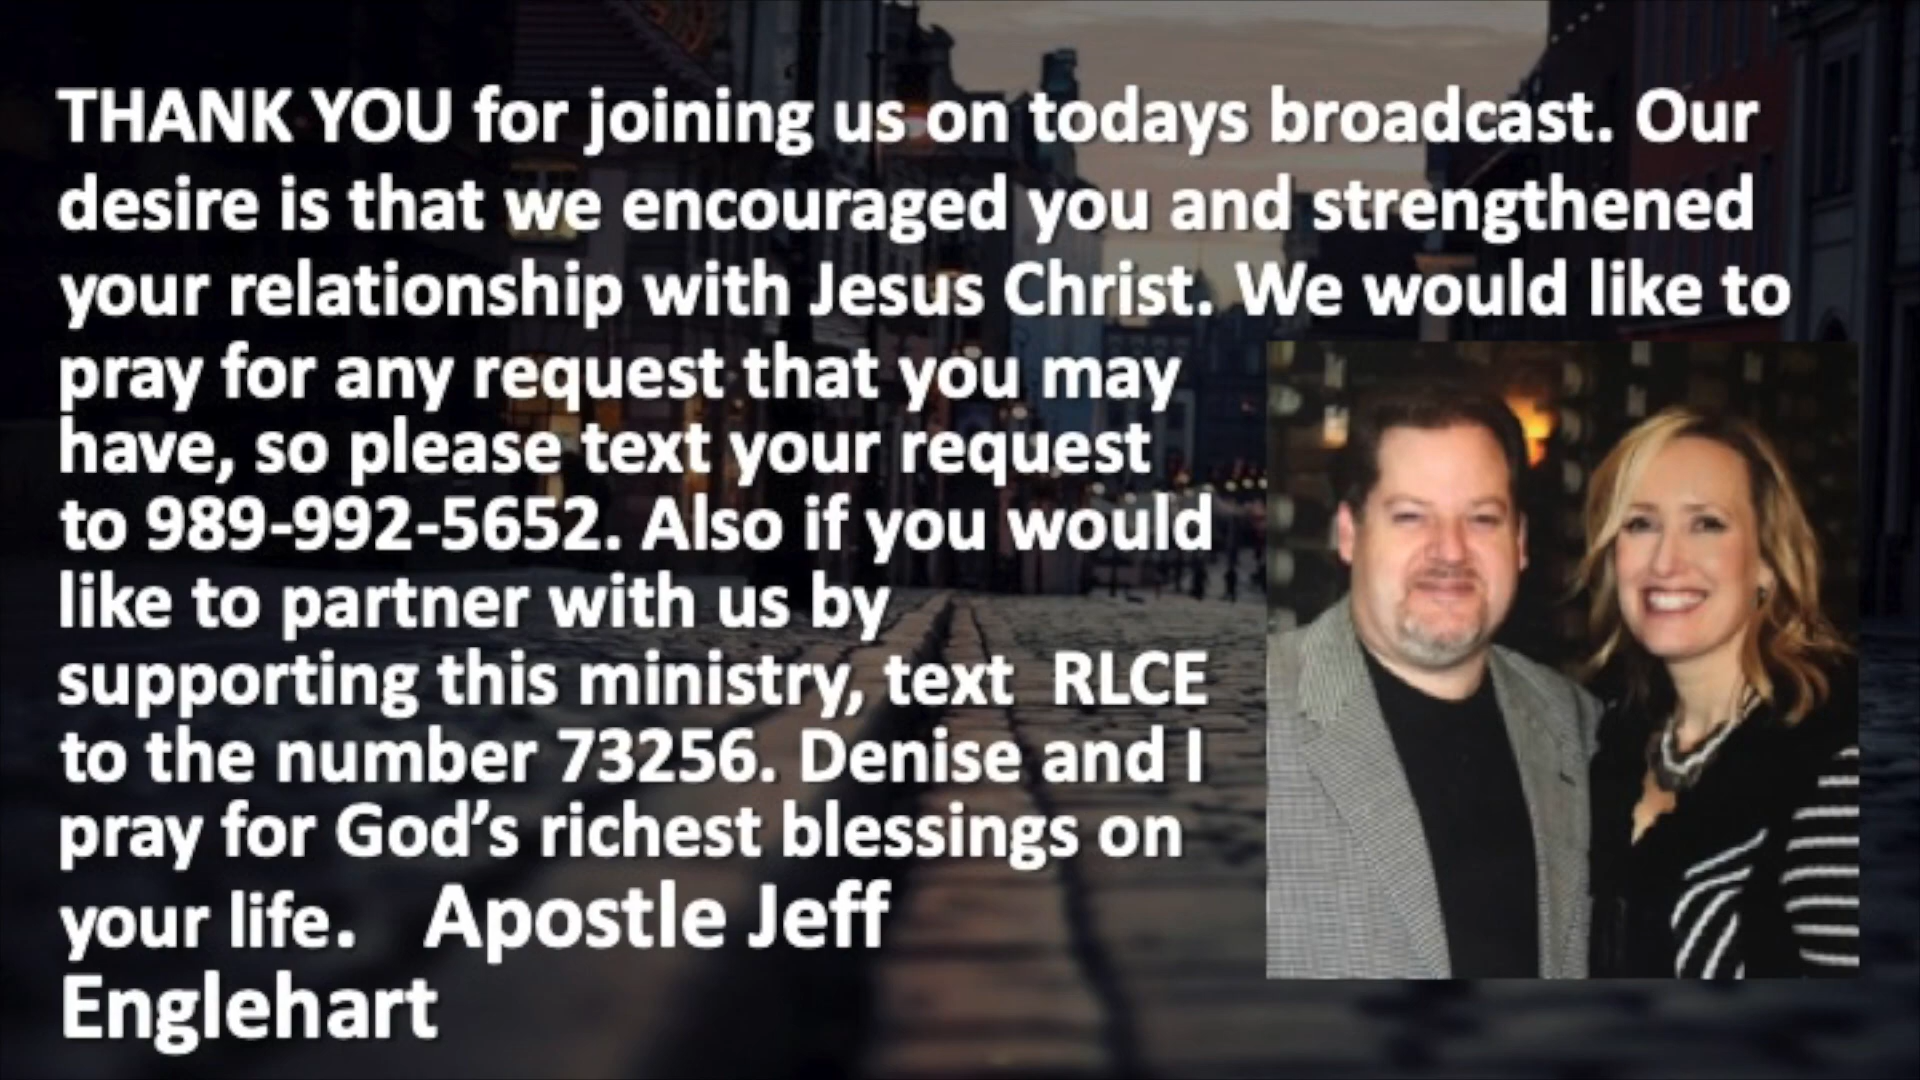 THANK YOU for joining us on todays broadcast. Our
desire is that we encouraged you and strengthened
your relationship with Jesus Christ. We would like to
pray for any request that you may
have, so please text your request
to 989-992-5652. Also if you would
like to partner with us by
supporting this ministry, text  RLCE
to the number 73256. Denise and I
pray for God’s richest blessings on
your life.   Apostle Jeff
Englehart